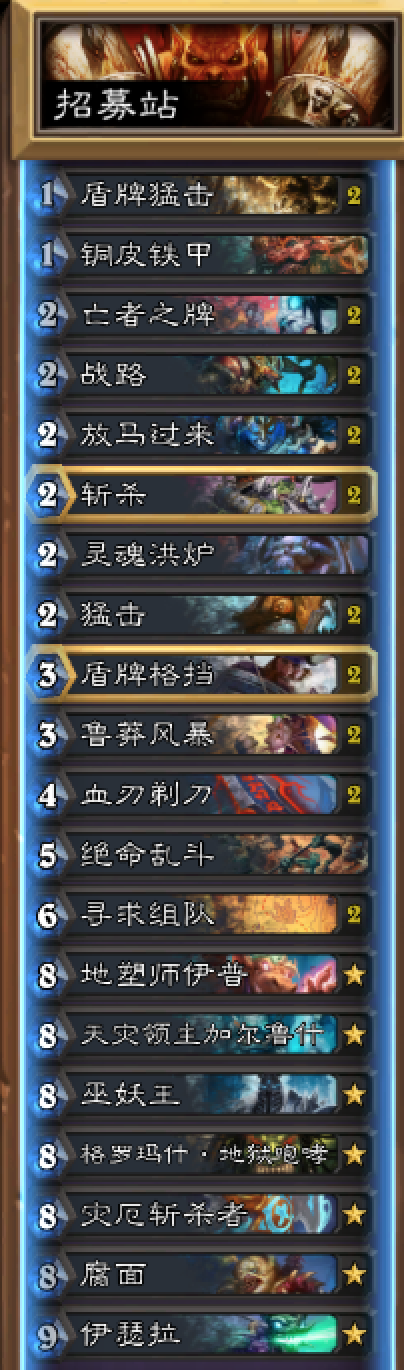 招募站
1 盾牌猛击 2
1 铜皮铁甲
2 亡者之牌 2
2 战路 2
2 放马过来 2
2 斩杀 2
2 灵魂洪炉
2 猛击 2
3 盾牌格挡 2
3 鲁莽风暴 2
4 血刃剃刀 2
5 绝命乱斗
6 寻求组队 2
8 地塑师伊普
8 天灾领主加尔鲁什
8 巫妖王
8 格罗玛什·地狱咆哮
8 灾厄斩杀者
8 腐面
9 伊瑟拉